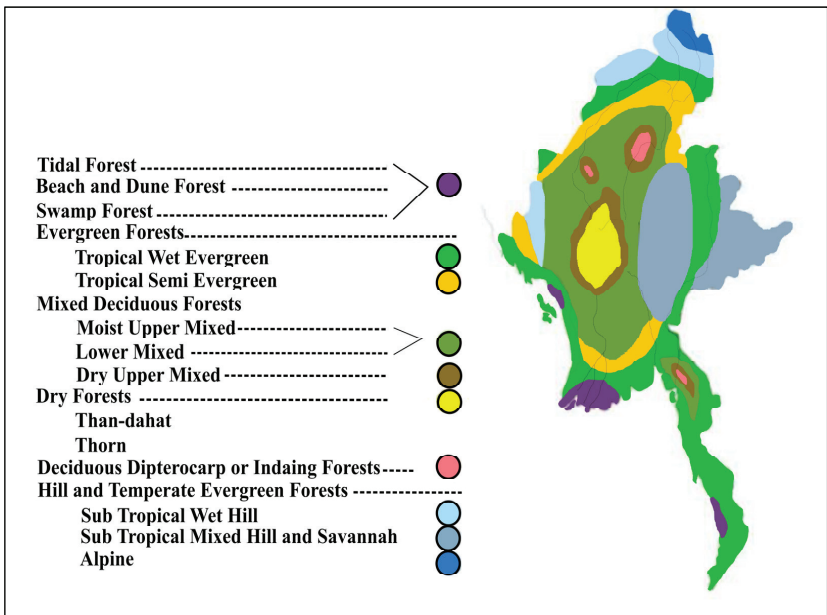 Tidal Forest
Beach and Dune Forest
Swamp Forest
Evergreen Forests
Tropical Wet Evergreen
Tropical Semi Evergreen
Mixed Deciduous Forests
Moist Upper Mixed
Lower Mixed
Dry Upper Mixed
Dry Forests
Than-dahat
Thorn
Deciduous Dipterocarp or Indaing Forests
Hill and Temperate Evergreen Forests
Sub Tropical Wet Hill
Sub Tropical Mixed Hill and Savannah
Alpine